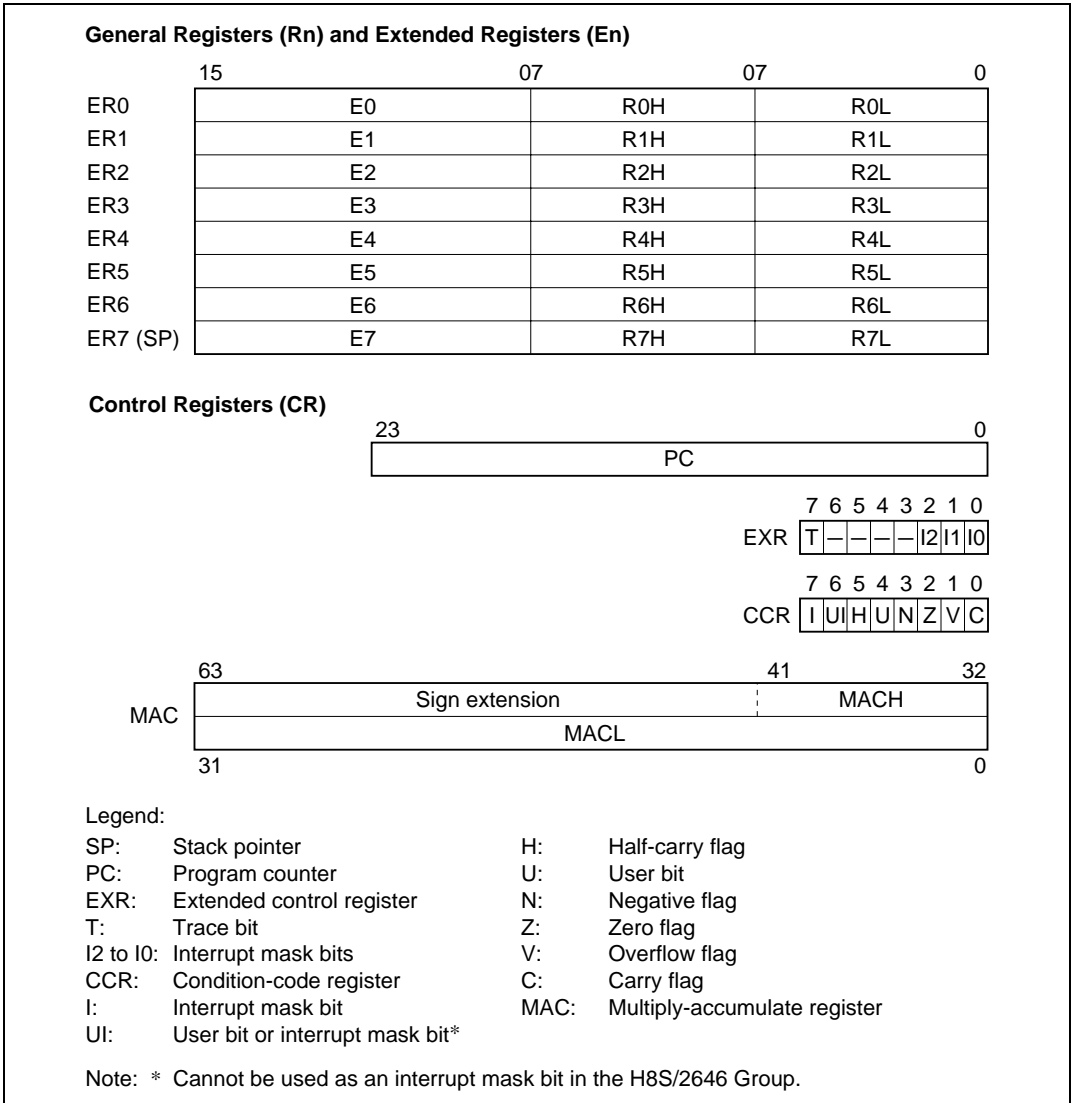 General Registers (Rn) and Extended Registers (En)
15 07 07 0
ER0 E0 R0H R0L
ER1 E1 R1H R1L
ER2 E2 R2H R2L
ER3 E3 R3H R3L
ER4 E4 R4H R4L
ER5 E5 R5H R5L
ER6 E6 R6H R6L
ER7 (SP) E7 R7H R7L
Control Registers (CR)
23 0
PC
7 6 5 4 3 2 1 0
EXR T — — — — I2 I1 I0
7 6 5 4 3 2 1 0
CCR I UI H U N Z V C
63 41 32
Sign extension MACH
MAC
MACL
31 0
Legend:
SP: Stack pointer H: Half-carry flag
PC: Program counter U: User bit
EXR: Extended control register N: Negative flag
T: Trace bit Z: Zero flag
I2 to I0: Interrupt mask bits V: Overflow flag
CCR: Condition-code register C: Carry flag
I: Interrupt mask bit MAC: Multiply-accumulate register
UI: User bit or interrupt mask bit*
Note: * Cannot be used as an interrupt mask bit in the H8S/2646 Group.